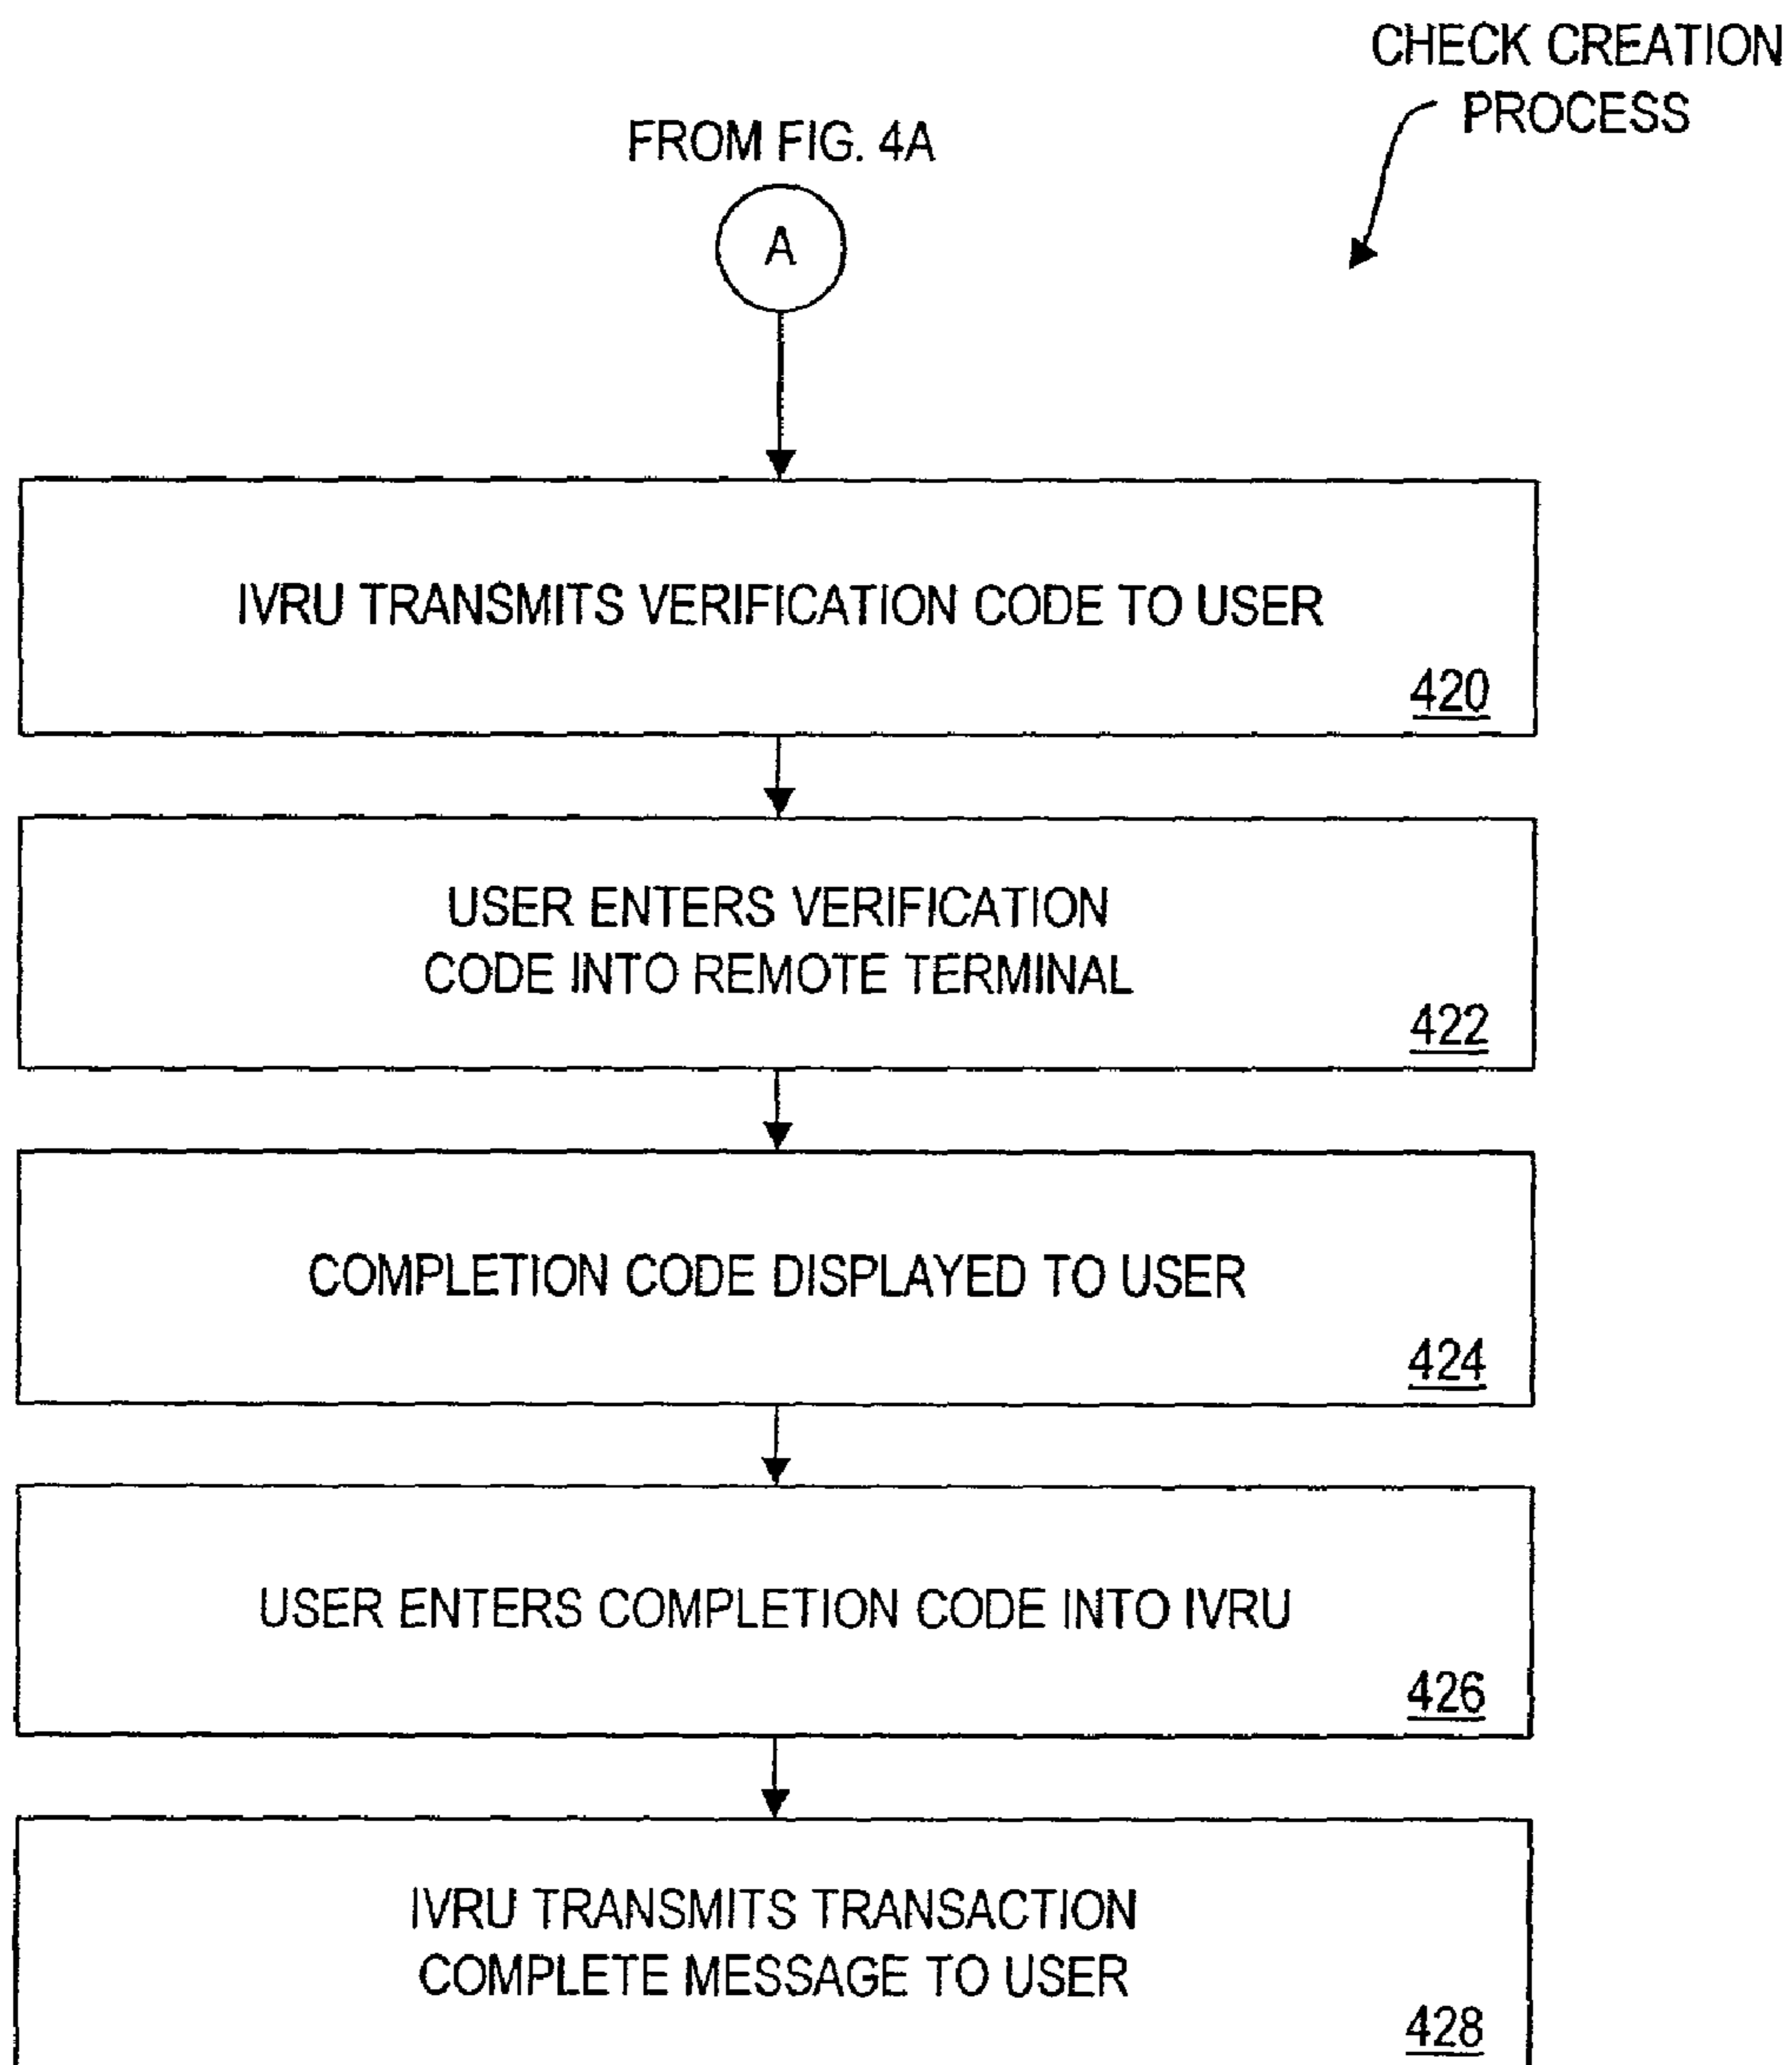 CHECK CREATION
PROCESS
FROM FIG. 4A
A
IVRU TRANSMITS VERIFICATION CODE TO USER
420
USER ENTERS VERIFICATION
CODE INTO REMOTE TERMINAL
422
COMPLETION CODE DISPLAYED TO USER
424
USER ENTERS COMPLETION CODE INTO IVRU
426
IVRU TRANSMITS TRANSACTION
COMPLETE MESSAGE TO USER
428